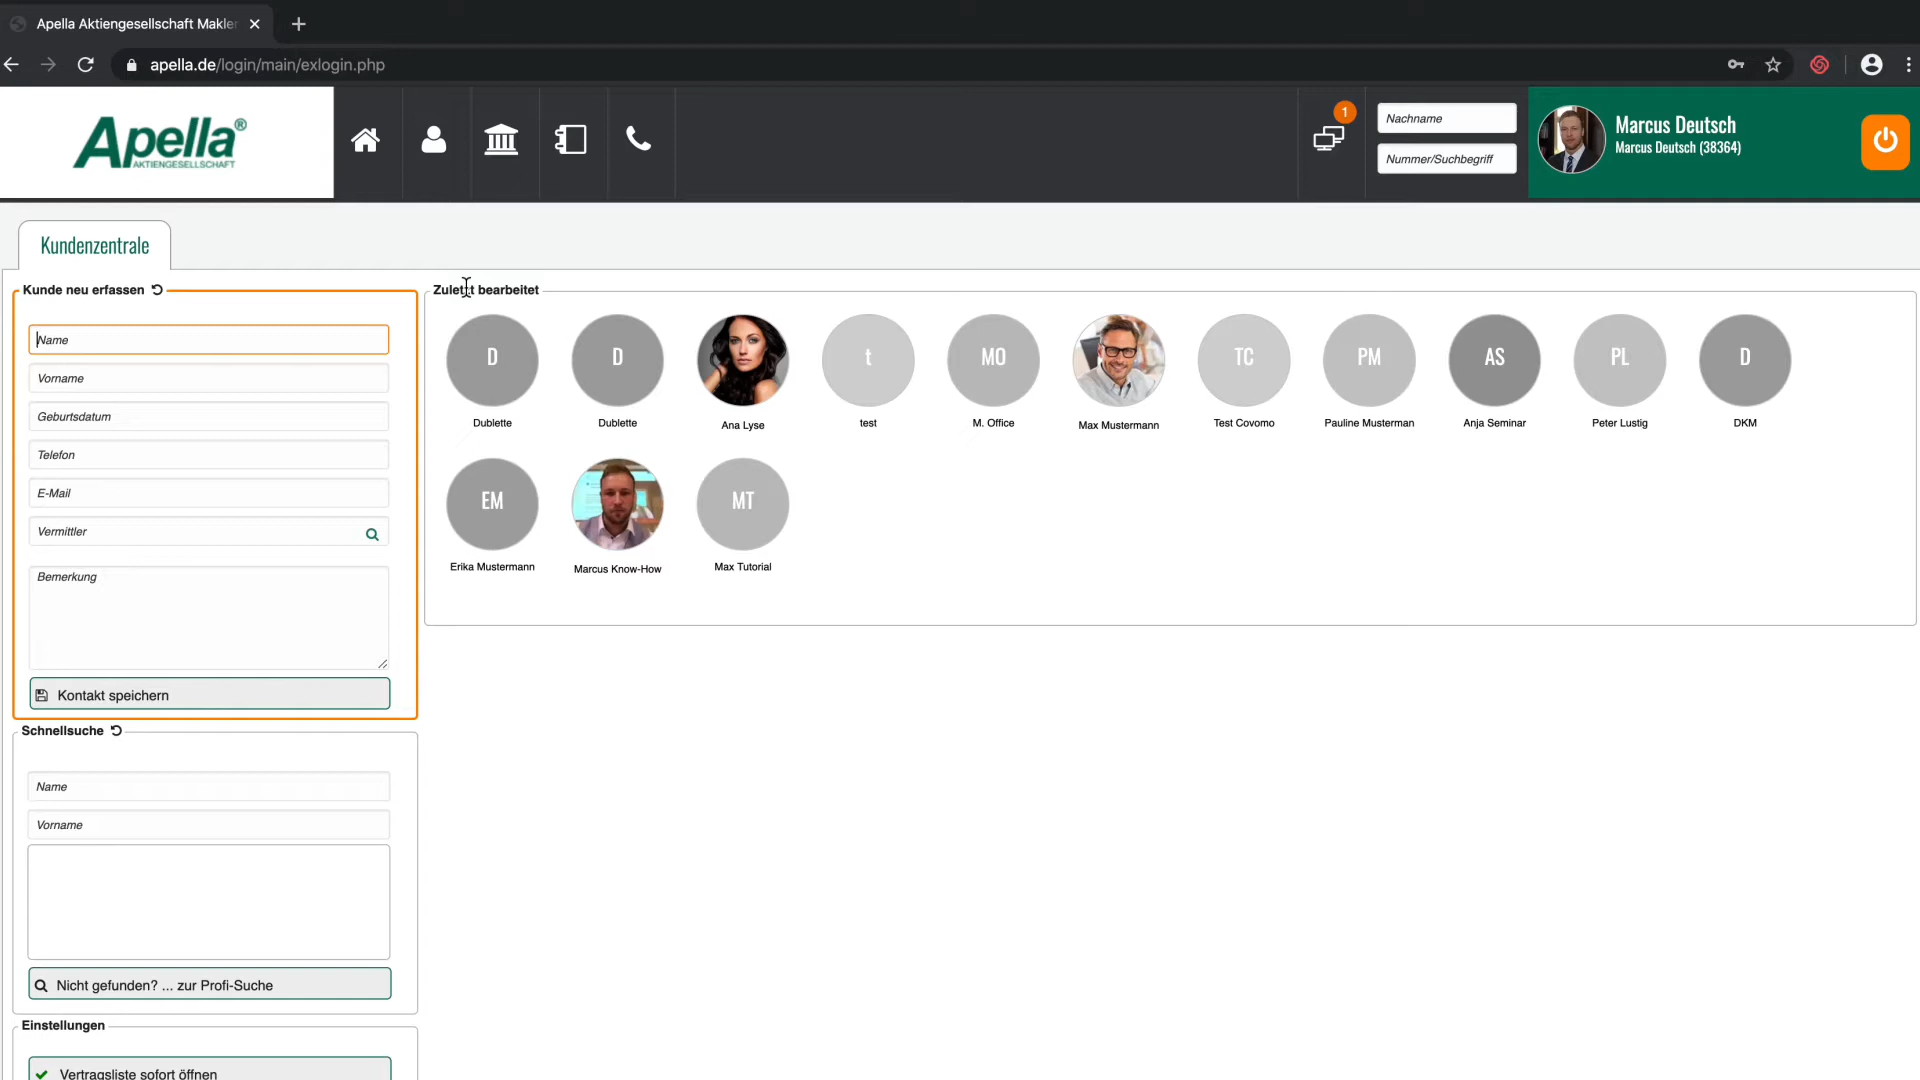 Apella Aktiengesellschaft Makler
apella.de/login/main/exlogin.php
Apella®
AKTIENGESELLSCHAFT
1
Nachname
Nummer/Suchbegriff
Marcus Deutsch
Marcus Deutsch (38364)
Kundenzentrale
Kunde neu erfassen
Name
Vorname
Geburtsdatum
Telefon
E-Mail
Vermittler
Bemerkung
Kontakt speichern
Schnellsuche
Name
Vorname
Nicht gefunden? ... zur Profi-Suche
Einstellungen
Vertragsliste sofort öffnen
Zuletzt bearbeitet
D
D
t
MO
TC
PM
AS
PL
D
Dublette
Dublette
Ana Lyse
test
M. Office
Max Mustermann
Test Covomo
Pauline Musterman
Anja Seminar
Peter Lustig
DKM
EM
MT
Erika Mustermann
Marcus Know-How
Max Tutorial